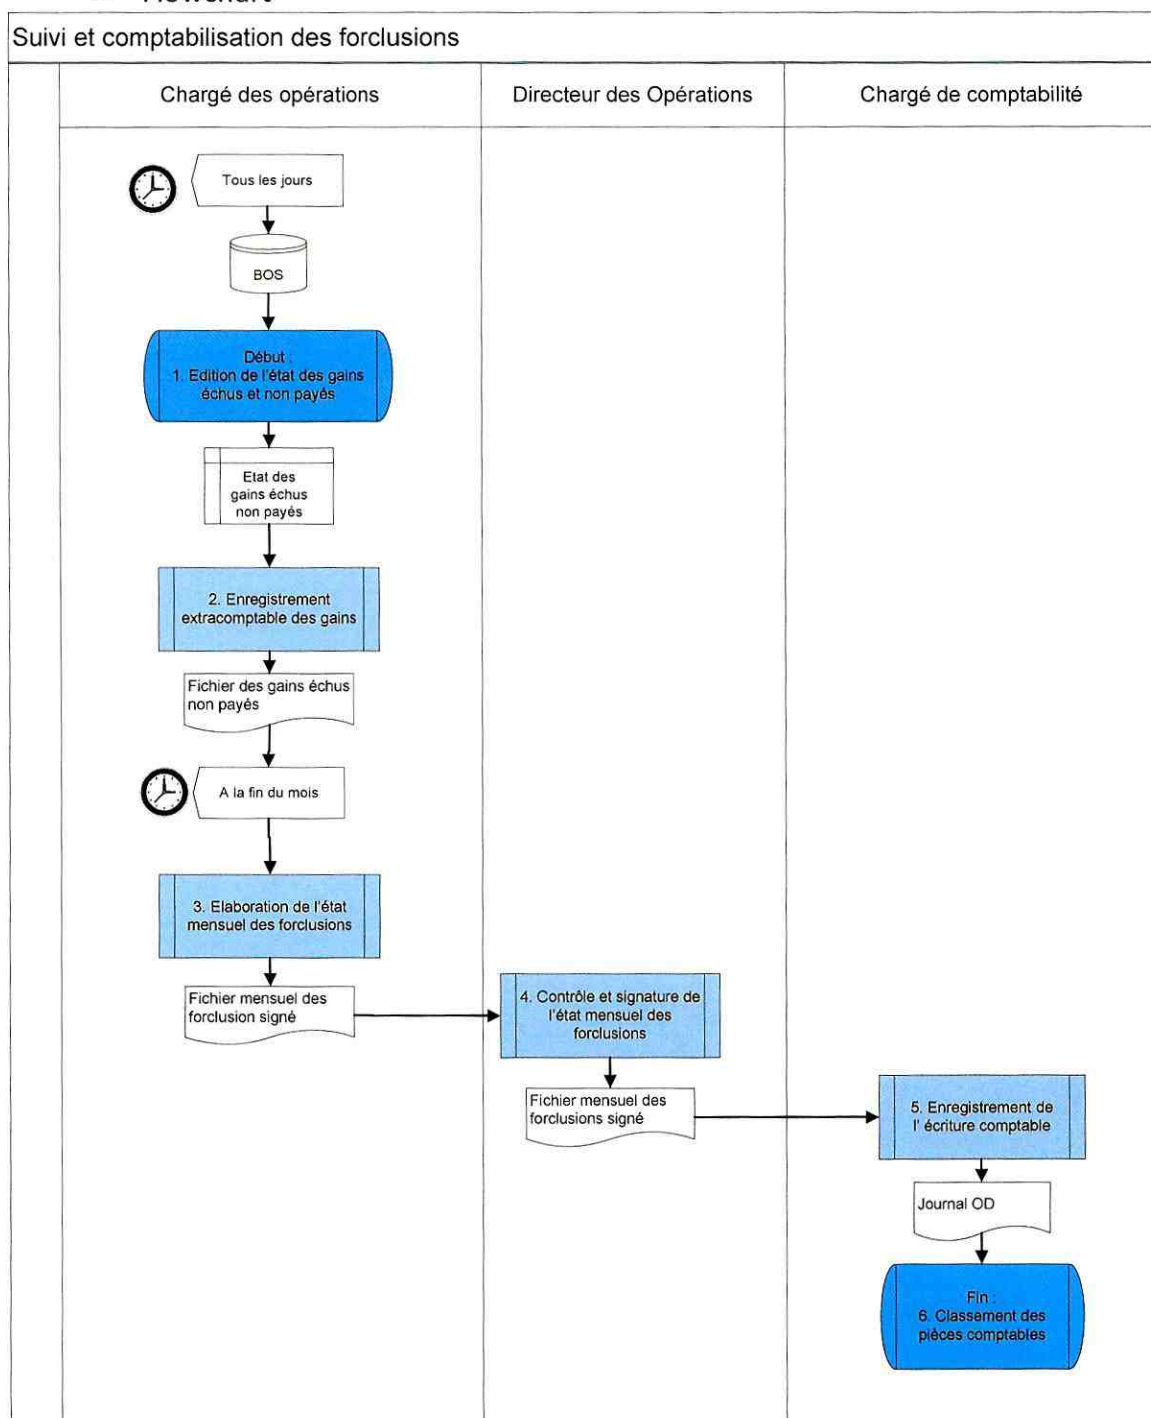 Flowchart
Suivi et comptabilisation des forclusions
Chargé des opérations
Directeur des Opérations
Chargé de comptabilité
Tous les jours
BOS
Début :
1. Edition de l'état des gains
échus et non payés
Etat des
gains échus
non payés
2. Enregistrement
extracomptable des gains
Fichier des gains échus
non payés
A la fin du mois
3. Elaboration de l'état
mensuel des forclusions
Fichier mensuel des
forclusion signé
4. Contrôle et signature de
l'état mensuel des
forclusions
Fichier mensuel des
forclusions signé
5. Enregistrement de
l' écriture comptable
Journal OD
Fin :
6. Classement des
pièces comptables